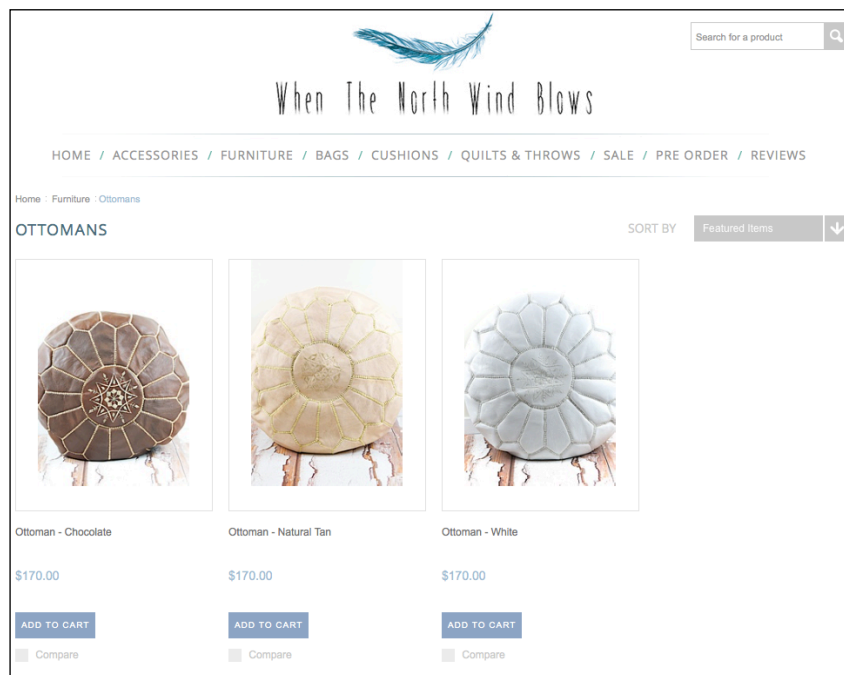 Search for a product
When The North Wind Blows
HOME / ACCESSORIES / FURNITURE / BAGS / CUSHIONS / QUILTS & THROWS / SALE / PRE ORDER / REVIEWS
Home : Furniture : Ottomans
OTTOMANS SORT BY Featured Items
Ottoman - Chocolate Ottoman - Natural Tan Ottoman - White
$170.00 $170.00 $170.00
ADD TO CART ADD TO CART ADD TO CART
Compare Compare Compare